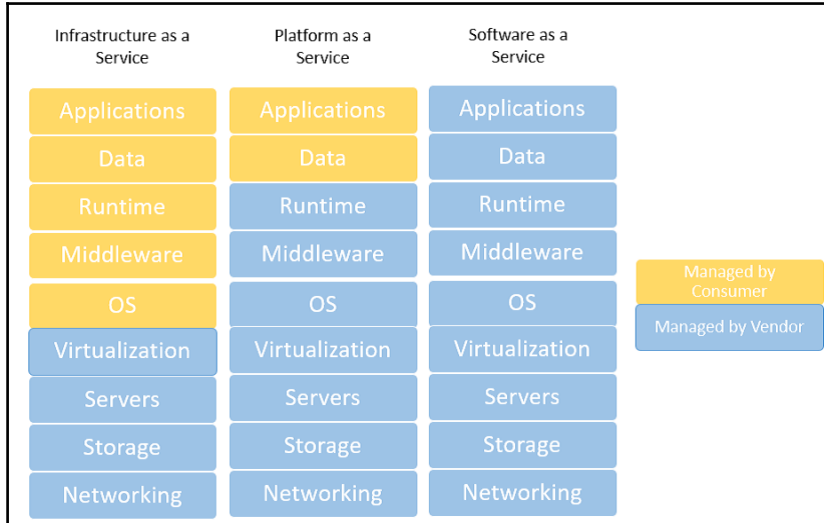 Infrastructure as a
Service
Platform as a
Service
Software as a
Service
Applications
Applications
Applications
Data
Data
Data
Runtime
Runtime
Runtime
Middleware
Middleware
Middleware
OS
OS
OS
Virtualization
Virtualization
Virtualization
Servers
Servers
Servers
Storage
Storage
Storage
Networking
Networking
Networking
Managed by
Consumer
Managed by Vendor